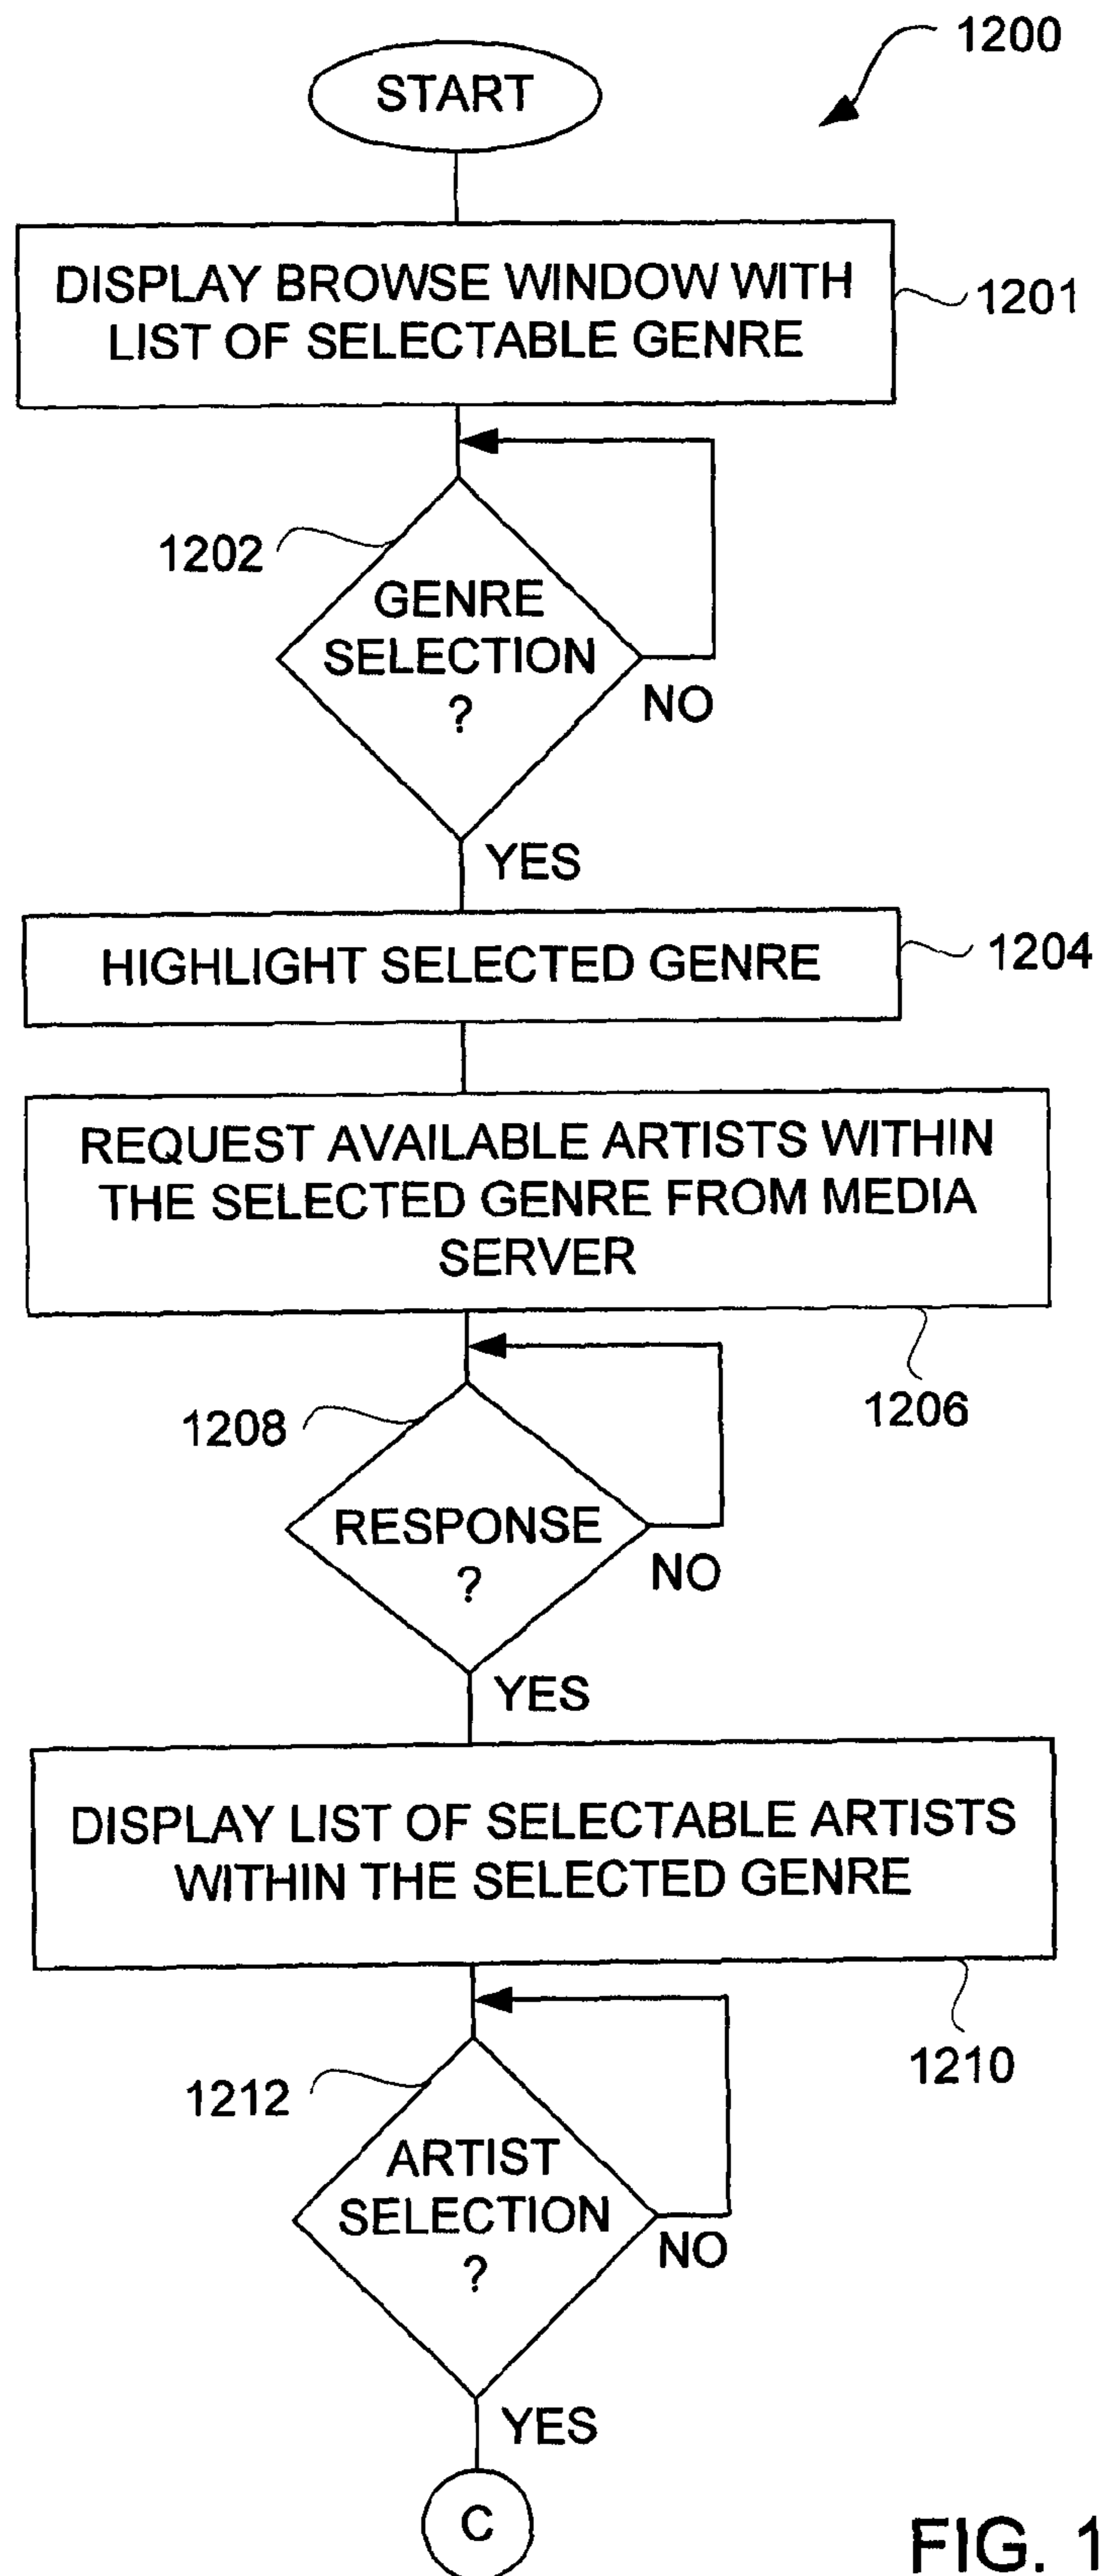 1200
START
DISPLAY BROWSE WINDOW WITH
LIST OF SELECTABLE GENRE
1201
1202
GENRE
SELECTION
?
NO
YES
HIGHLIGHT SELECTED GENRE
1204
REQUEST AVAILABLE ARTISTS WITHIN
THE SELECTED GENRE FROM MEDIA
SERVER
1206
1208
RESPONSE
?
NO
YES
DISPLAY LIST OF SELECTABLE ARTISTS
WITHIN THE SELECTED GENRE
1210
1212
ARTIST
SELECTION
?
NO
YES
C
FIG. 1